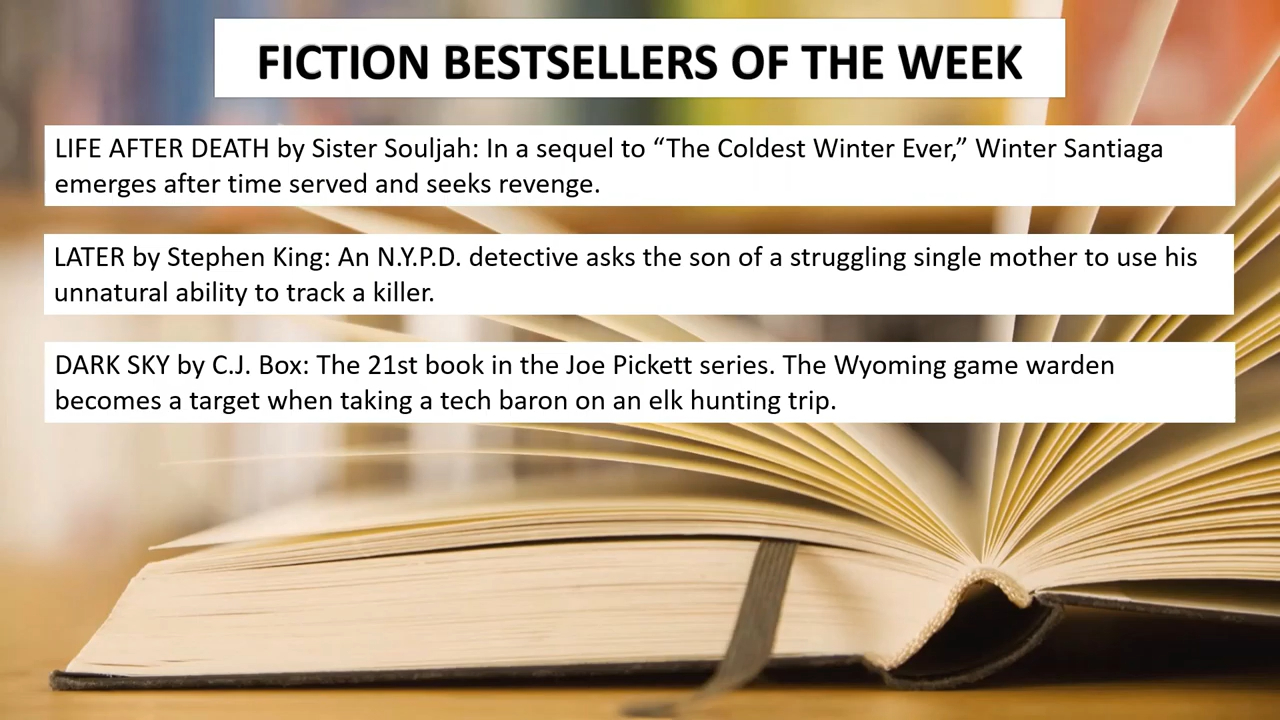 FICTION BESTSELLERS OF THE WEEK
LIFE AFTER DEATH by Sister Souljah: In a sequel to “The Coldest Winter Ever,” Winter Santiaga
emerges after time served and seeks revenge.
LATER by Stephen King: An N.Y.P.D. detective asks the son of a struggling single mother to use his
unnatural ability to track a killer.
DARK SKY by C.J. Box: The 21st book in the Joe Pickett series. The Wyoming game warden
becomes a target when taking a tech baron on an elk hunting trip.